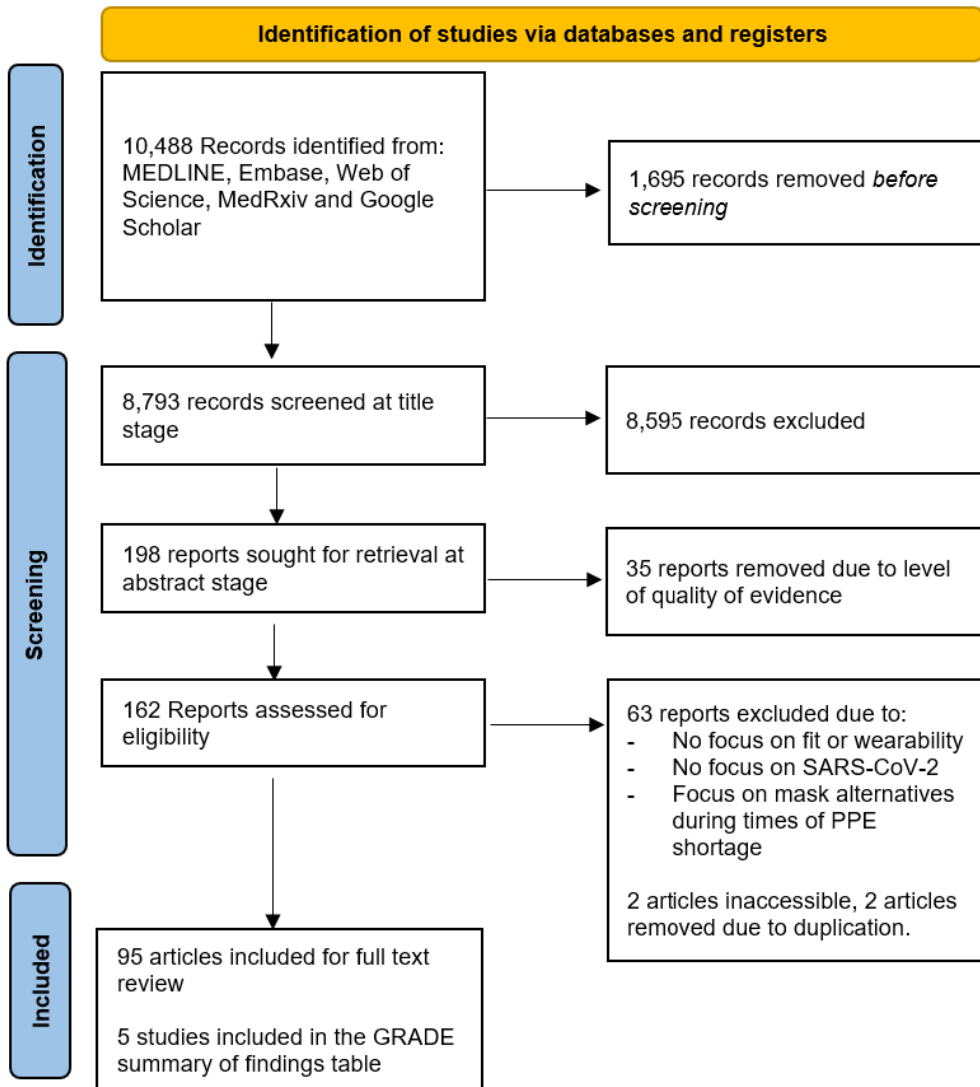 Identification of studies via databases and registers
Identification
10,488 Records identified from:
MEDLINE, Embase, Web of
Science, MedRxiv and Google
Scholar
1,695 records removed before
screening
Screening
8,793 records screened at title
stage
8,595 records excluded
198 reports sought for retrieval at
abstract stage
35 reports removed due to level
of quality of evidence
162 Reports assessed for
eligibility
63 reports excluded due to:
- No focus on fit or wearability
- No focus on SARS-CoV-2
- Focus on mask alternatives
during times of PPE
shortage
2 articles inaccessible, 2 articles
removed due to duplication.
Included
95 articles included for full text
review
5 studies included in the GRADE
summary of findings table